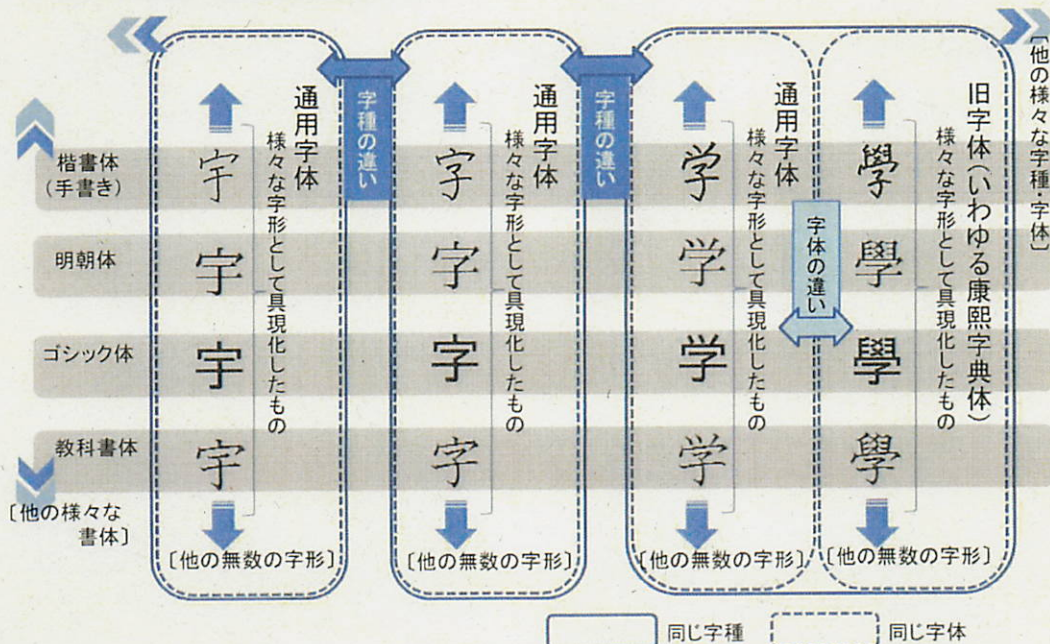 [他の様々な字種・字体]
通用字体
様々な字形として具現化したもの
字種の違い
通用字体
様々な字形として具現化したもの
字種の違い
通用字体
様々な字形として具現化したもの
字体の違い
旧字体(いわゆる康熙字典体)
様々な字形として具現化したもの
楷書体
(手書き)
宇 字 学 學
明朝体
宇 字 学 學
ゴシック体
宇 字 学 學
教科書体
宇 字 学 學
[他の様々な
書体]
[他の無数の字形] [他の無数の字形] [他の無数の字形] [他の無数の字形]
同じ字種 同じ字体